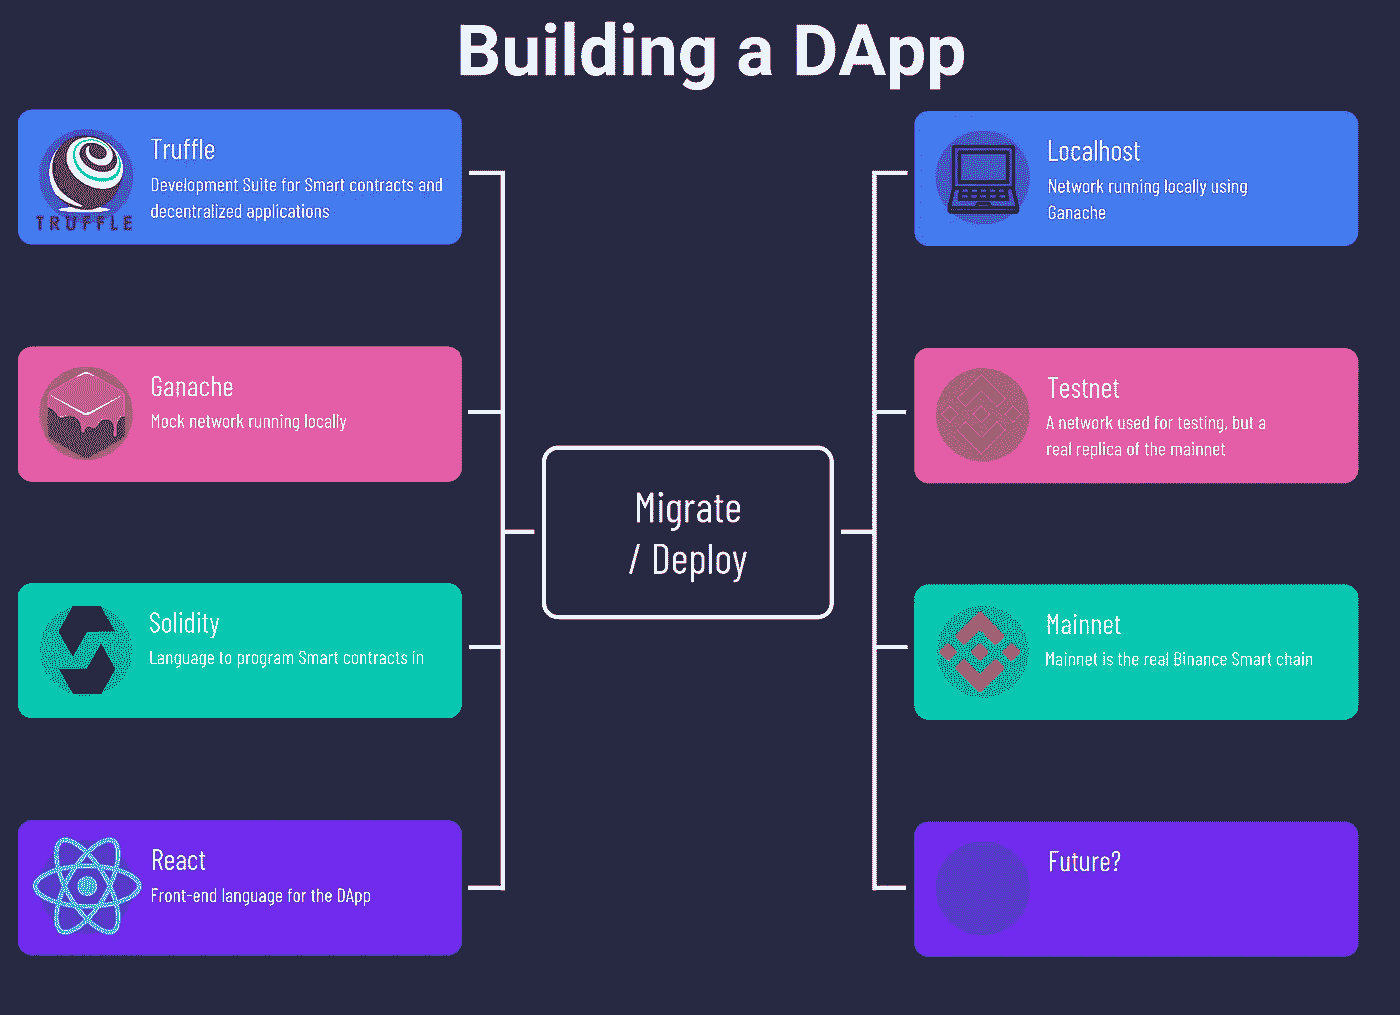 Building a DApp
Truffle
Development Suite for Smart contracts and
decentralized applications
TRUFFLE
Ganache
Mock network running locally
Solidity
Language to program Smart contracts in
React
Front-end language for the DApp
Migrate
/ Deploy
Localhost
Network running locally using
Ganache
Testnet
A network used for testing, but a
real replica of the mainnet
Mainnet
Mainnet is the real Binance Smart chain
Future?